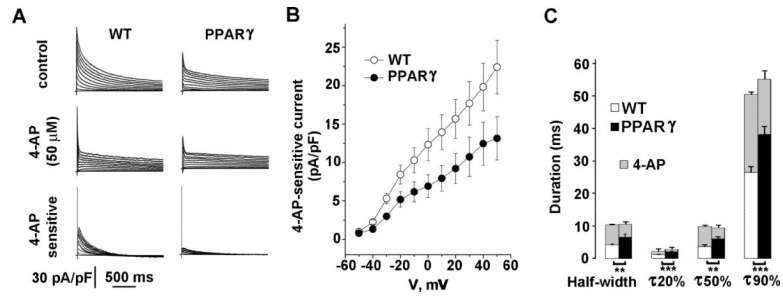 A
WT
PPARγ
control
4-AP
(50 µM)
4-AP
sensitive
30 pA/pF
500 ms
B
4-AP-sensitive current
(pA/pF)
25
20
15
10
5
0
WT
PPARγ
-60
-40
-20
0
20
40
60
V, mV
C
Duration (ms)
60
50
40
30
20
10
0
WT
PPARγ
4-AP
**
***
**
***
Half-width
τ20%
τ50%
τ90%